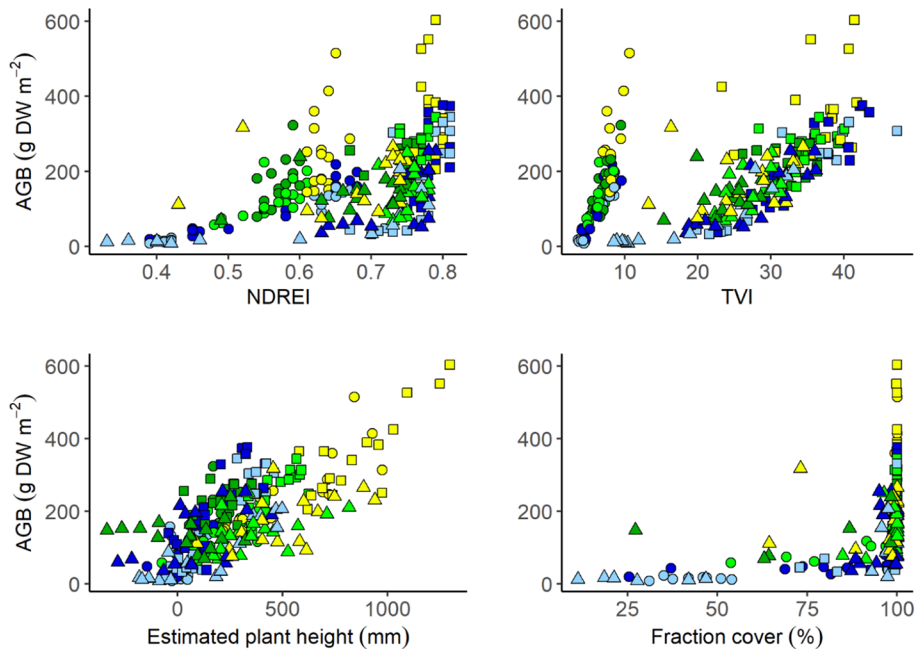 AGB (g DW m⁻²)
600
400
200
0
0.4 0.5 0.6 0.7 0.8
NDREI
600
400
200
0
10 20 30 40
TVI
AGB (g DW m⁻²)
600
400
200
0
0 500 1000
Estimated plant height (mm)
600
400
200
0
25 50 75 100
Fraction cover (%)